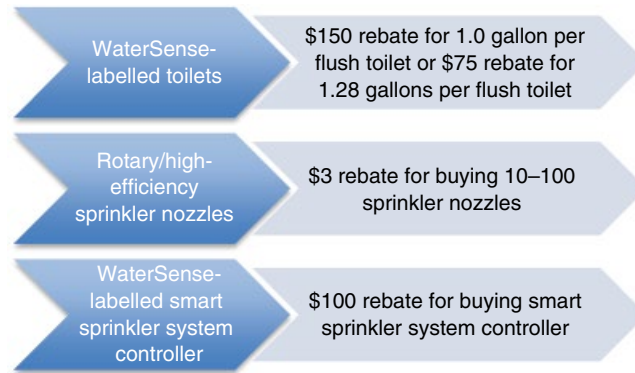 WaterSense-
labelled toilets
$150 rebate for 1.0 gallon per
flush toilet or $75 rebate for
1.28 gallons per flush toilet
Rotary/high-
efficiency
sprinkler nozzles
$3 rebate for buying 10–100
sprinkler nozzles
WaterSense-
labelled smart
sprinkler system
controller
$100 rebate for buying smart
sprinkler system controller